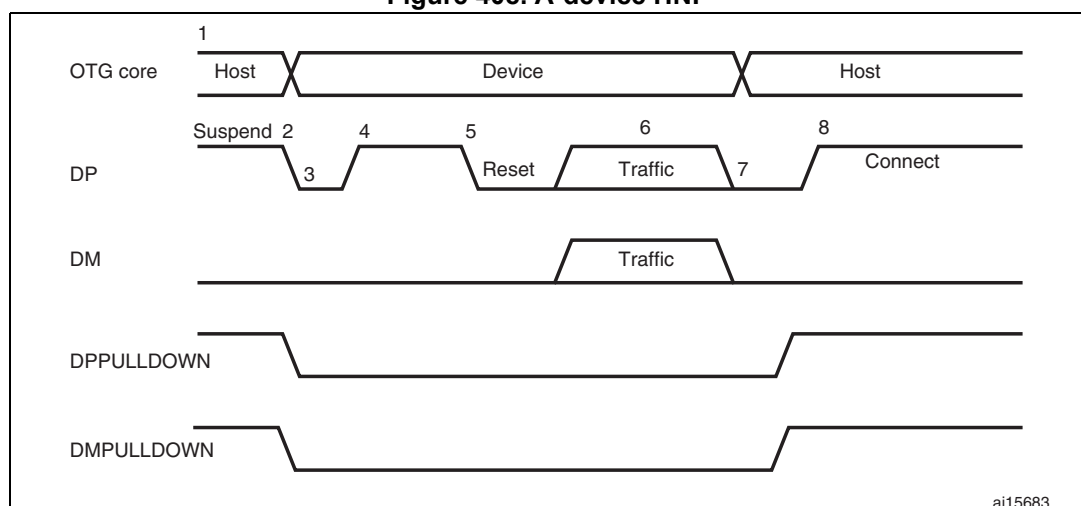 1
OTG core Host Device Host
Suspend 2 4 5 6 8
DP 3 Reset Traffic 7 Connect
DM Traffic
DPPULLDOWN
DMPULLDOWN
ai15683